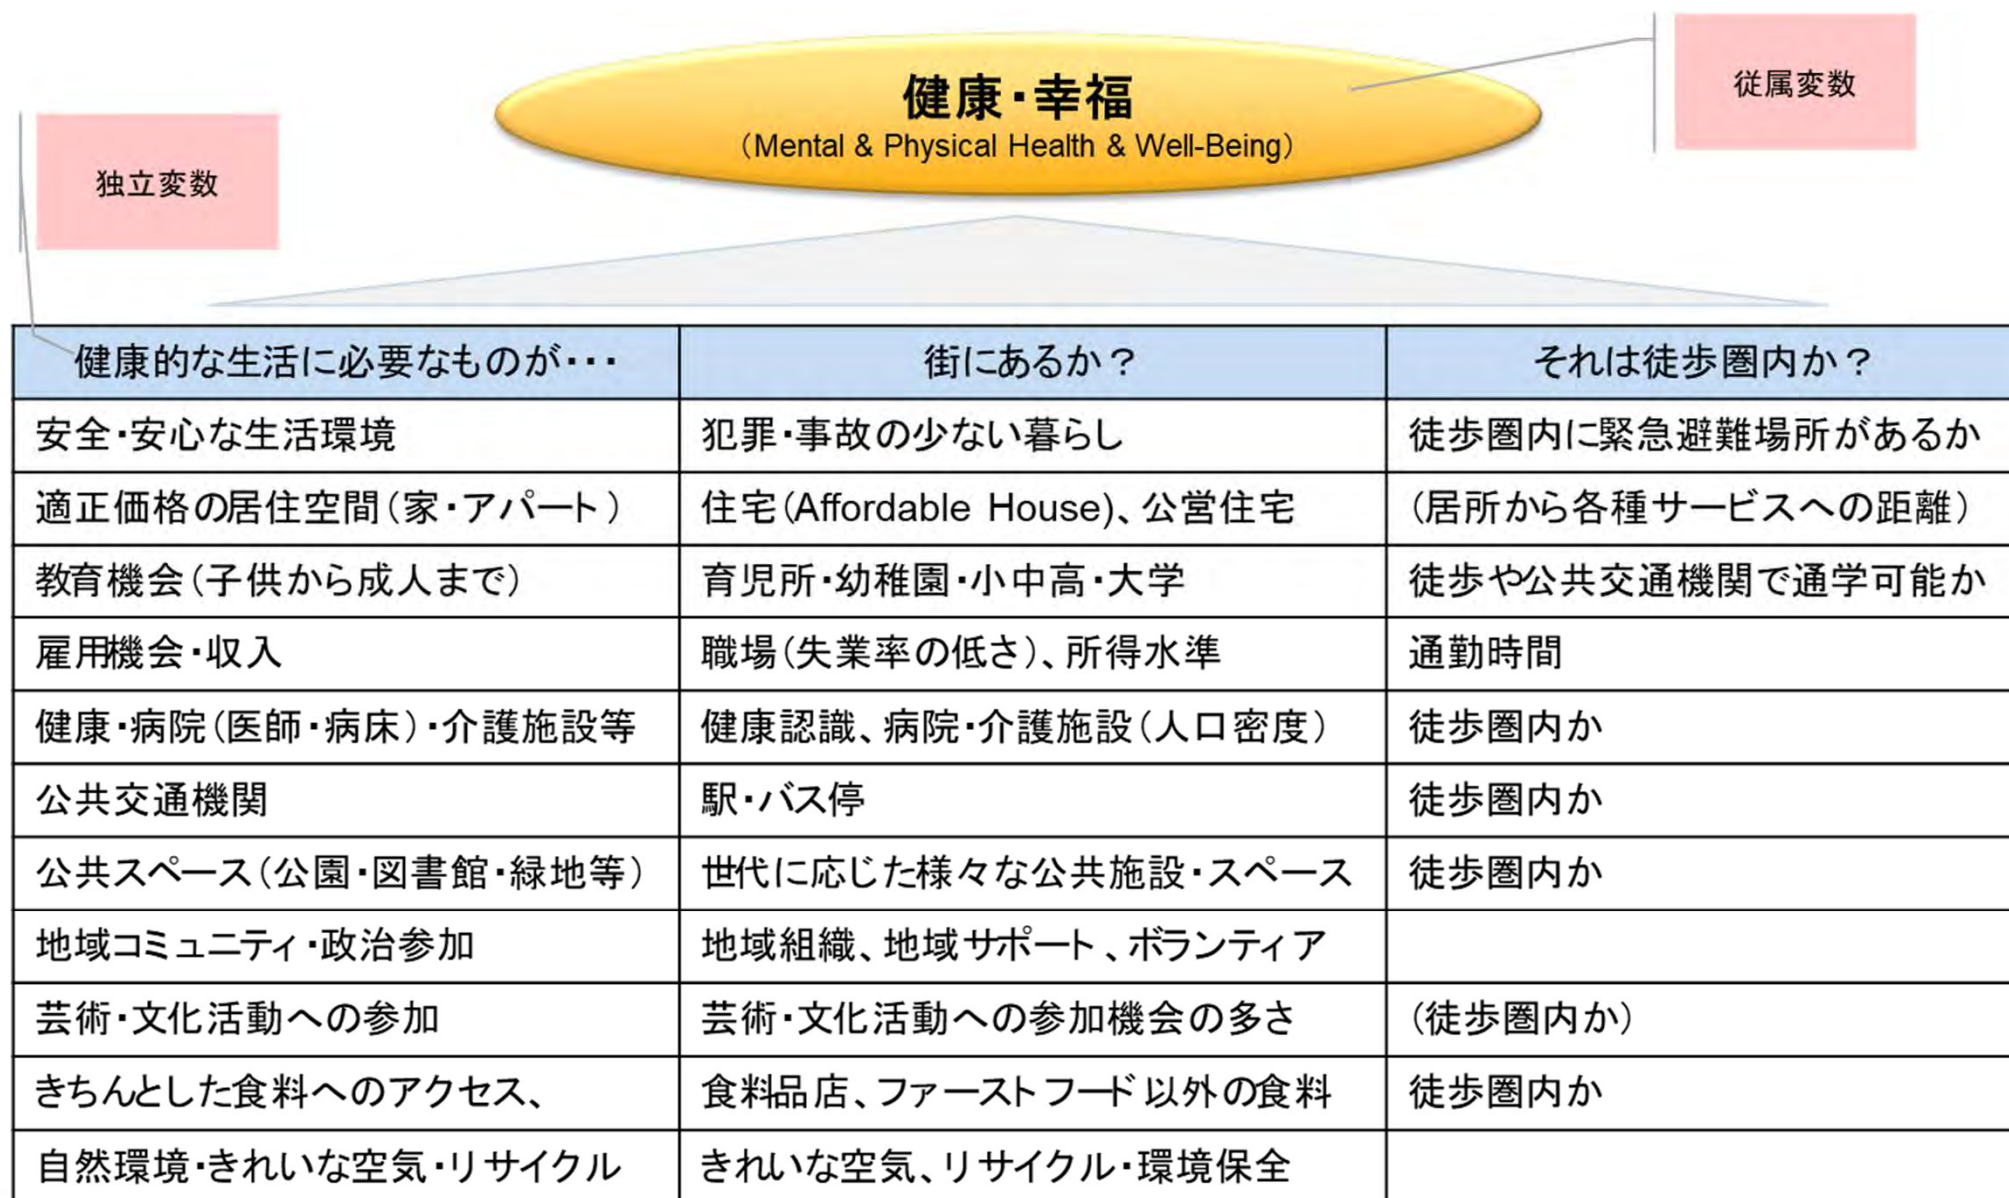 従属変数
健康・幸福
（Mental & Physical Health & Well-Being）
独立変数
健康的な生活に必要なものが・・・
街にあるか？
それは徒歩圏内か？
安全・安心な生活環境
犯罪・事故の少ない暮らし
徒歩圏内に緊急避難場所があるか
適正価格の居住空間（家・アパート）
住宅（Affordable House）、公営住宅
（居所から各種サービスへの距離）
教育機会（子供から成人まで）
育児所・幼稚園・小中高・大学
徒歩や公共交通機関で通学可能か
雇用機会・収入
職場（失業率の低さ）、所得水準
通勤時間
健康・病院（医師・病床）・介護施設等
健康認識、病院・介護施設（人口密度）
徒歩圏内か
公共交通機関
駅・バス停
徒歩圏内か
公共スペース（公園・図書館・緑地等）
世代に応じた様々な公共施設・スペース
徒歩圏内か
地域コミュニティ・政治参加
地域組織、地域サポート、ボランティア
芸術・文化活動への参加
芸術・文化活動への参加機会の多さ
（徒歩圏内か）
きちんとした食料へのアクセス、
食料品店、ファーストフード以外の食料
徒歩圏内か
自然環境・きれいな空気・リサイクル
きれいな空気、リサイクル・環境保全